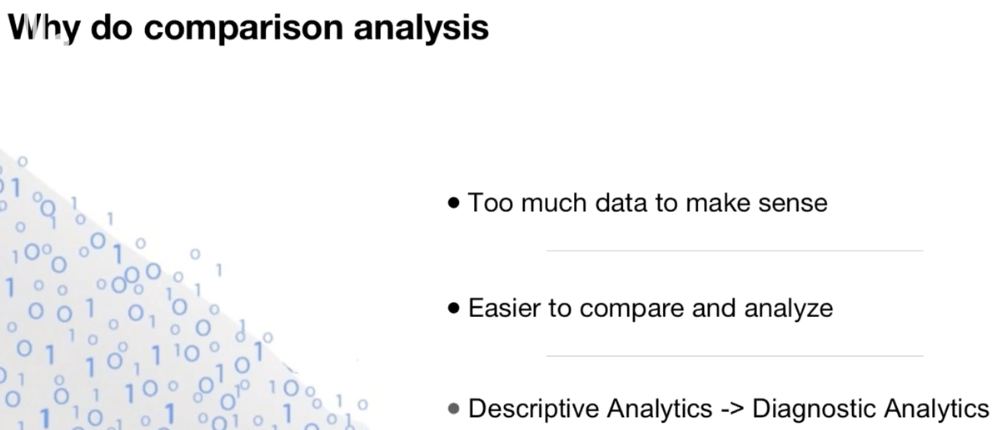 Why do comparison analysis
• Too much data to make sense
• Easier to compare and analyze
• Descriptive Analytics -> Diagnostic Analytics